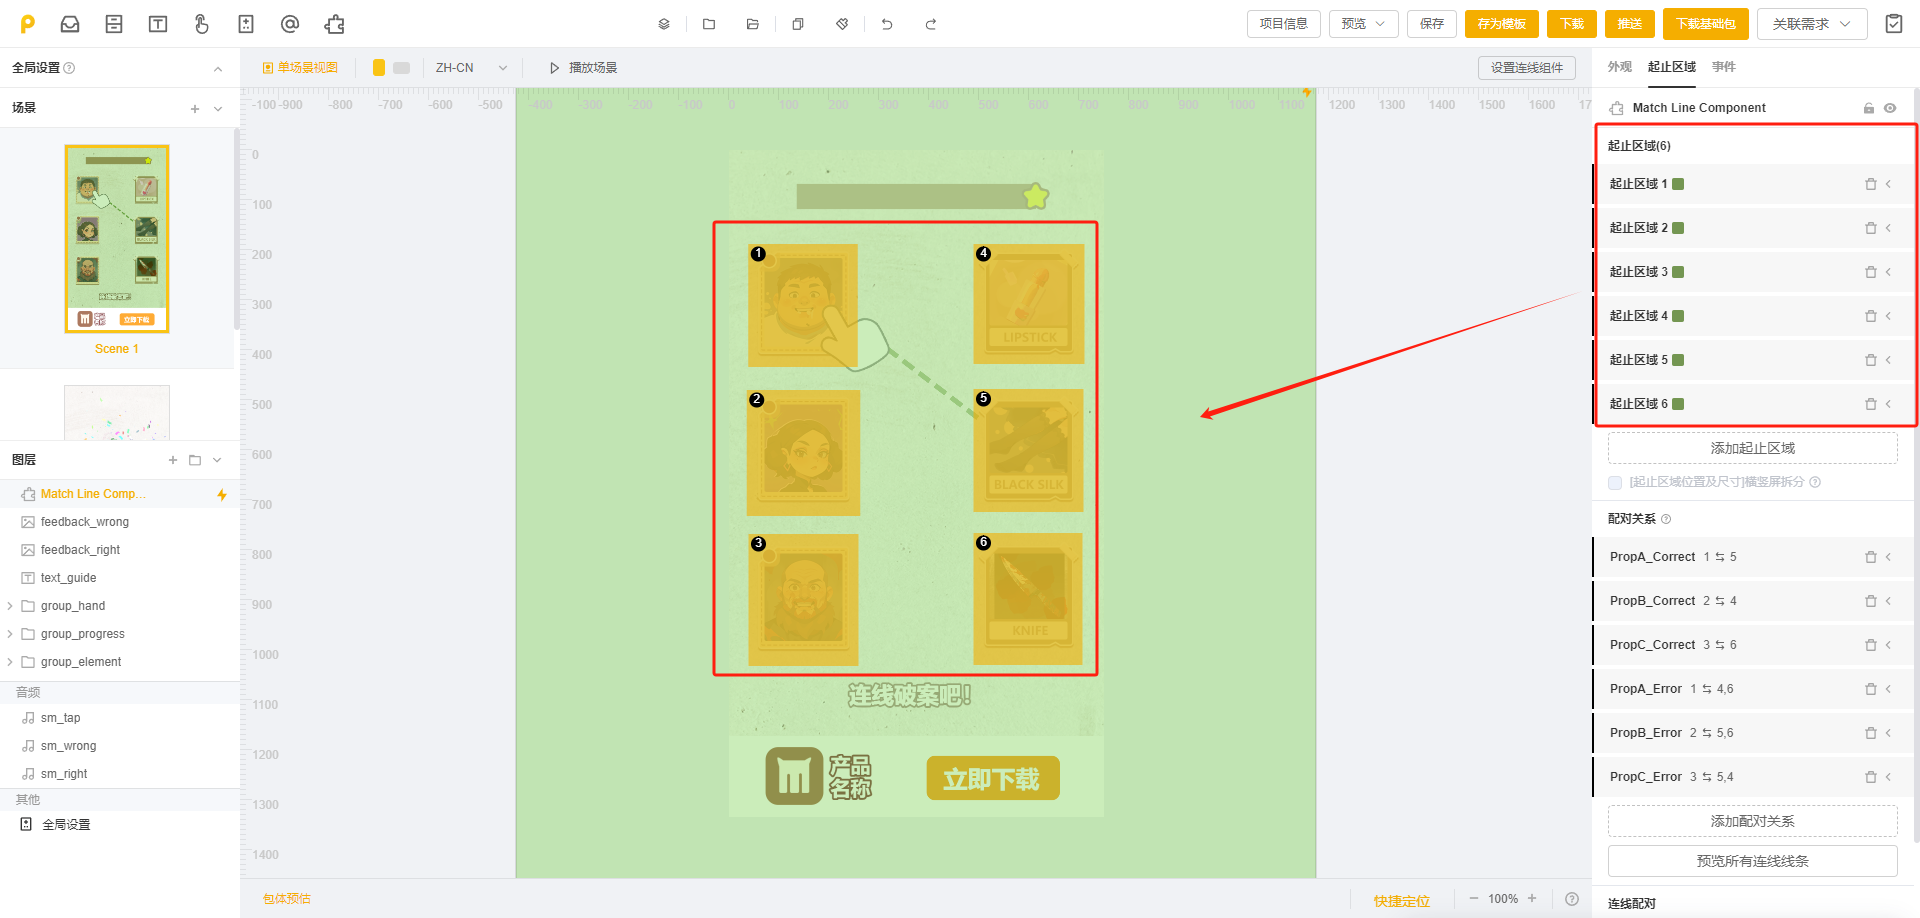 项目信息
预览
保存
存为模板
下载
推送
下载基础包
关联需求
全局设置
单场景视图
ZH-CN
播放场景
设置连线组件
外观
起止区域
事件
场景
Scene 1
图层
Match Line Comp...
feedback_wrong
feedback_right
text_guide
group_hand
group_progress
group_element
音频
sm_tap
sm_wrong
sm_right
其他
全局设置
-100 -900 -800 -700 -600 -500 -400 -300 -200 -100 0 100 200 300 400 500 600 700 800 900 1000 1100 1200 1300 1400 1500 1600 17
0
100
200
300
400
500
600
700
800
900
1000
1100
1200
1300
1400
1
4
LIPSTICK
2
5
BLACK SILK
3
6
KNIFE
连线破案吧!
产品
名称
立即下载
包体预估
快捷定位
100%
Match Line Component
起止区域(6)
起止区域 1
起止区域 2
起止区域 3
起止区域 4
起止区域 5
起止区域 6
添加起止区域
[起止区域位置及尺寸]横竖屏拆分
配对关系
PropA_Correct 1 ⇆ 5
PropB_Correct 2 ⇆ 4
PropC_Correct 3 ⇆ 6
PropA_Error 1 ⇆ 4,6
PropB_Error 2 ⇆ 5,6
PropC_Error 3 ⇆ 5,4
添加配对关系
预览所有连线线条
连线配对